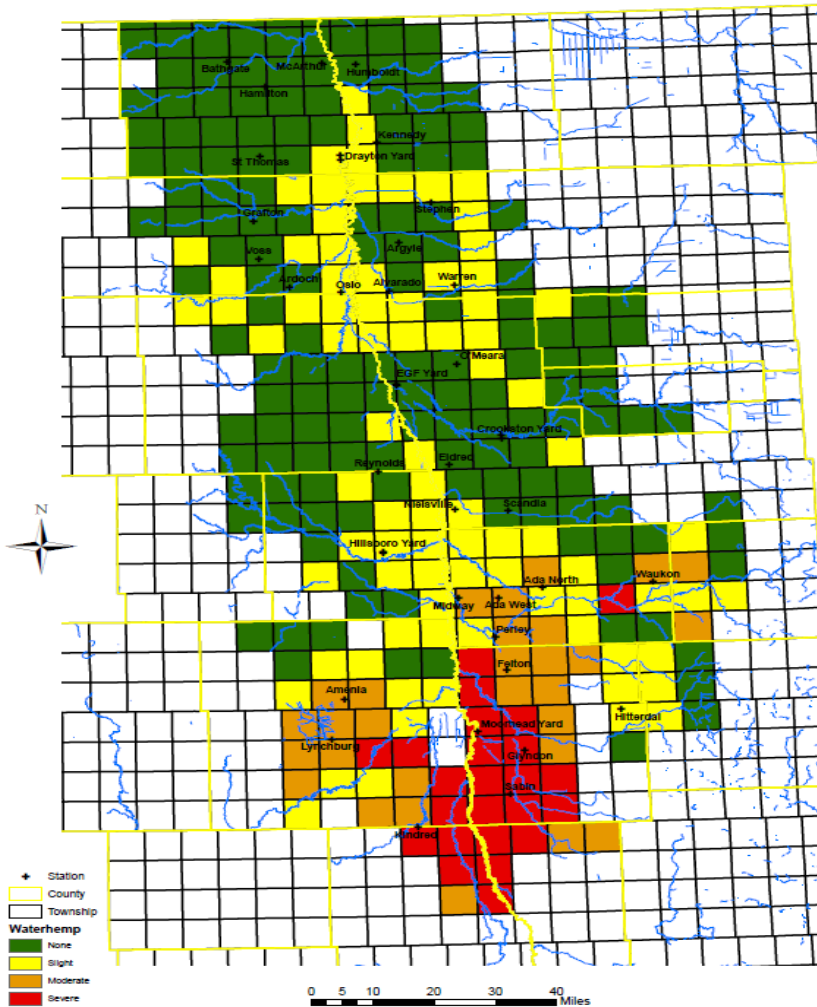 Bathgate
McArthur
Humboldt
Hamilton
Kennedy
St Thomas
Drayton Yard
Stephen
Grafton
Argyle
Voss
Ardoch
Oslo
Alvarado
Warren
O'Meara
EGF Yard
Crookston Yard
Reynolds
Eldred
Nielsville
Scandia
N
Hillsboro Yard
Ada North
Waukon
Midway
Ada West
Perley
Felton
Amenia
Hitterdal
Moorhead Yard
Lynchburg
Glyndon
Sabin
Kindred
Station
County
Township
Waterhemp
None
Slight
Moderate
Severe
0 5 10 20 30 40
Miles